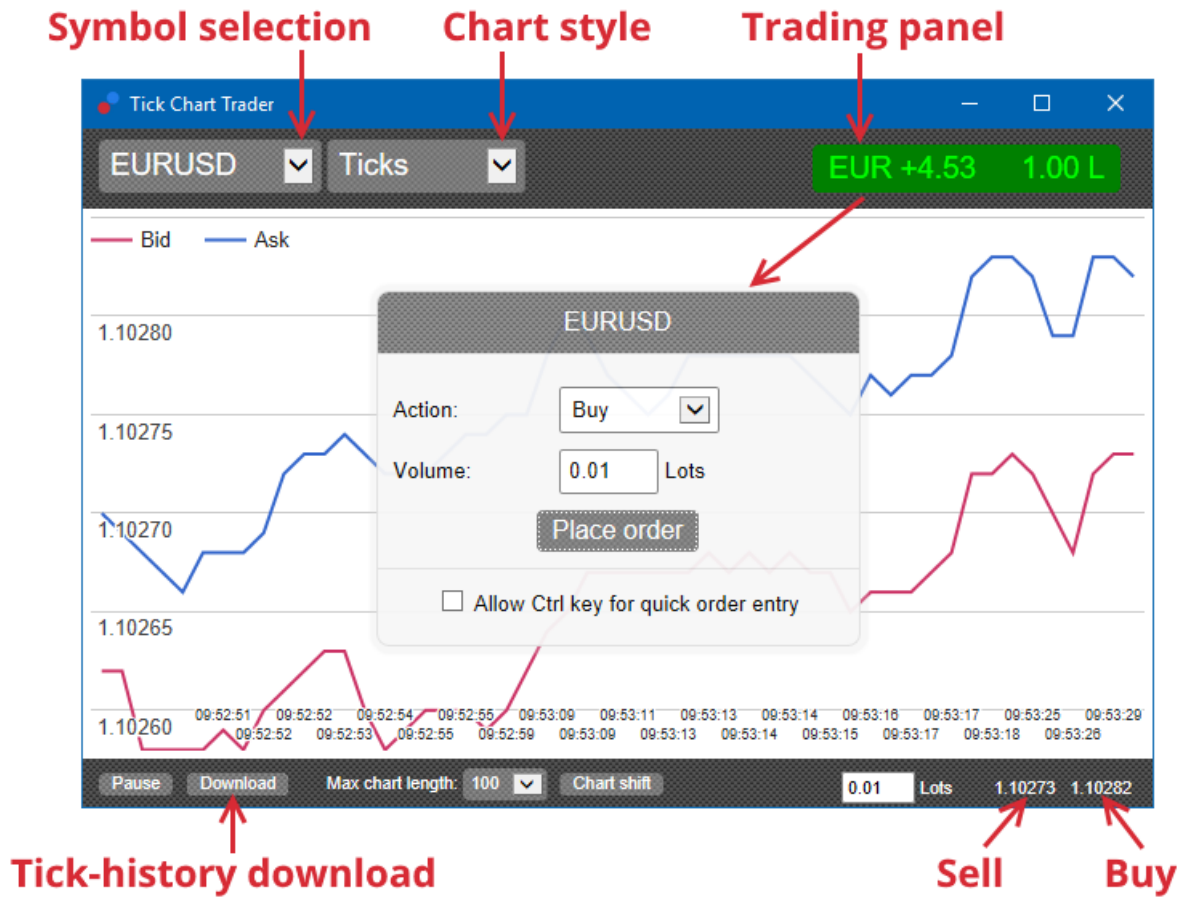 Symbol selection
Chart style
Trading panel
Tick Chart Trader
EURUSD
Ticks
EUR +4.53 1.00 L
Bid
Ask
1.10280
EURUSD
Action:
Buy
1.10275
Volume:
0.01
Lots
1.10270
Place order
Allow Ctrl key for quick order entry
1.10265
1.10260
09:52:51 09:52:52 09:52:54 09:52:55 09:53:09 09:53:11 09:53:13 09:53:14 09:53:16 09:53:17 09:53:25 09:53:29
09:52:52 09:52:53 09:52:55 09:52:59 09:53:09 09:53:13 09:53:14 09:53:15 09:53:17 09:53:18 09:53:26
Pause
Download
Max chart length:
100
Chart shift
0.01
Lots
1.10273
1.10282
Tick-history download
Sell
Buy